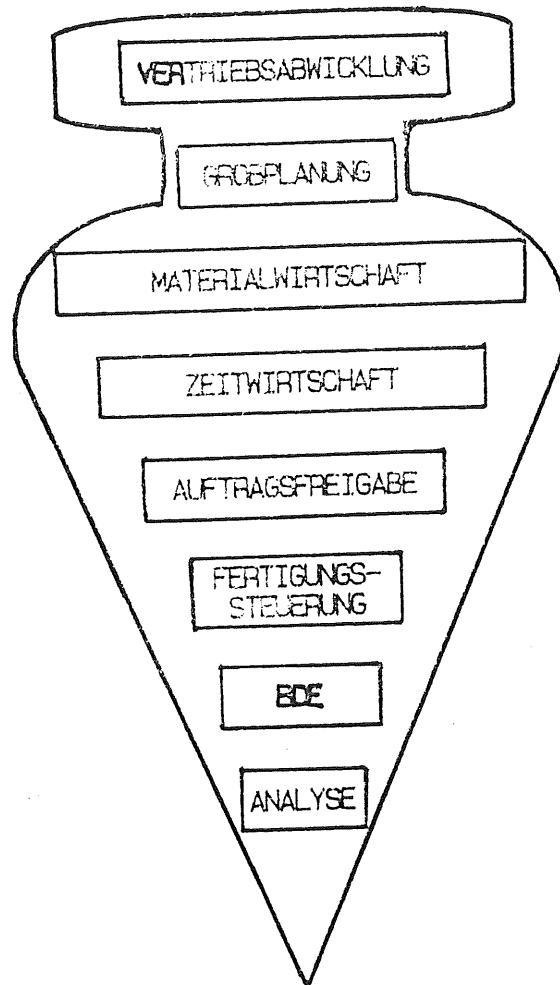 VERTRIEBSABWICKLUNG
GROBPLANUNG
MATERIALWIRTSCHAFT
ZEITWIRTSCHAFT
AUFTRAGSFREIGABE
FERTIGUNGS-
STEUERUNG
BDE
ANALYSE